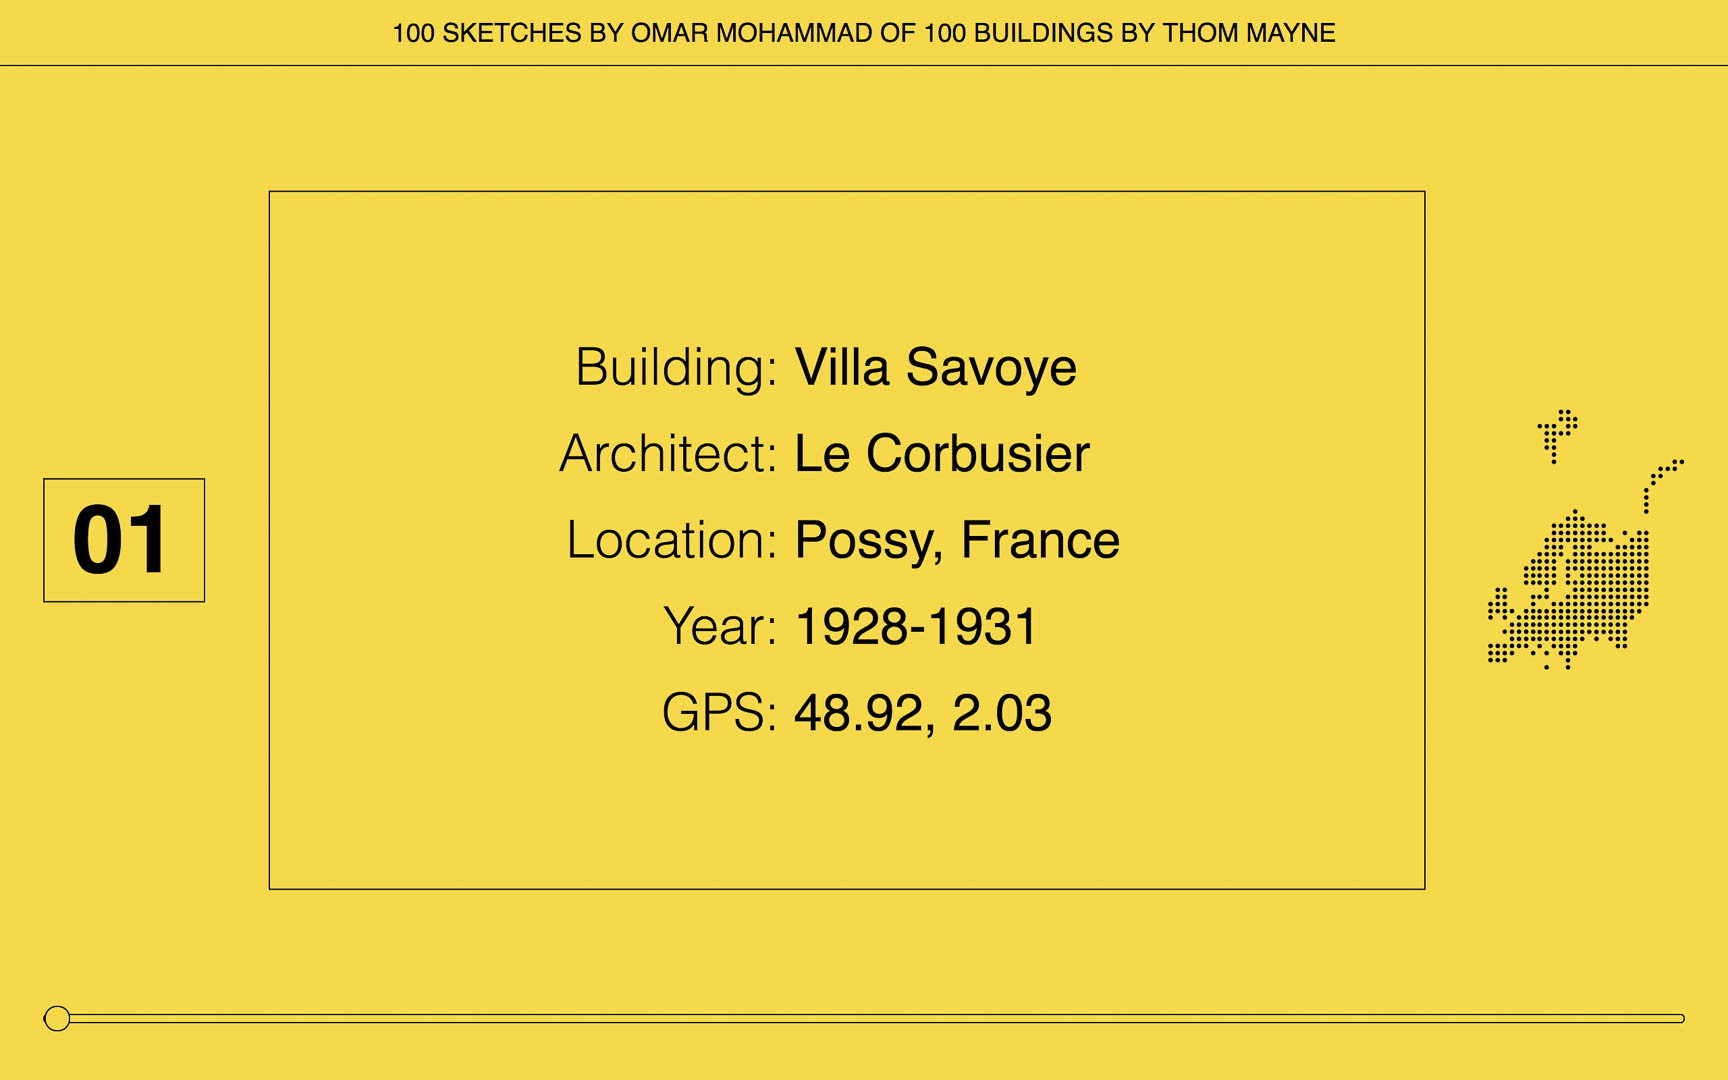 100 SKETCHES BY OMAR MOHAMMAD OF 100 BUILDINGS BY THOM MAYNE
01
Building: Villa Savoye
Architect: Le Corbusier
Location: Possy, France
Year: 1928-1931
GPS: 48.92, 2.03